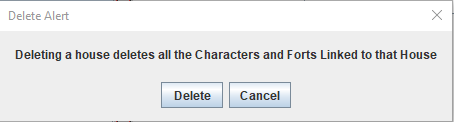 Delete Alert
Deleting a house deletes all the Characters and Forts Linked to that House
Delete Cancel